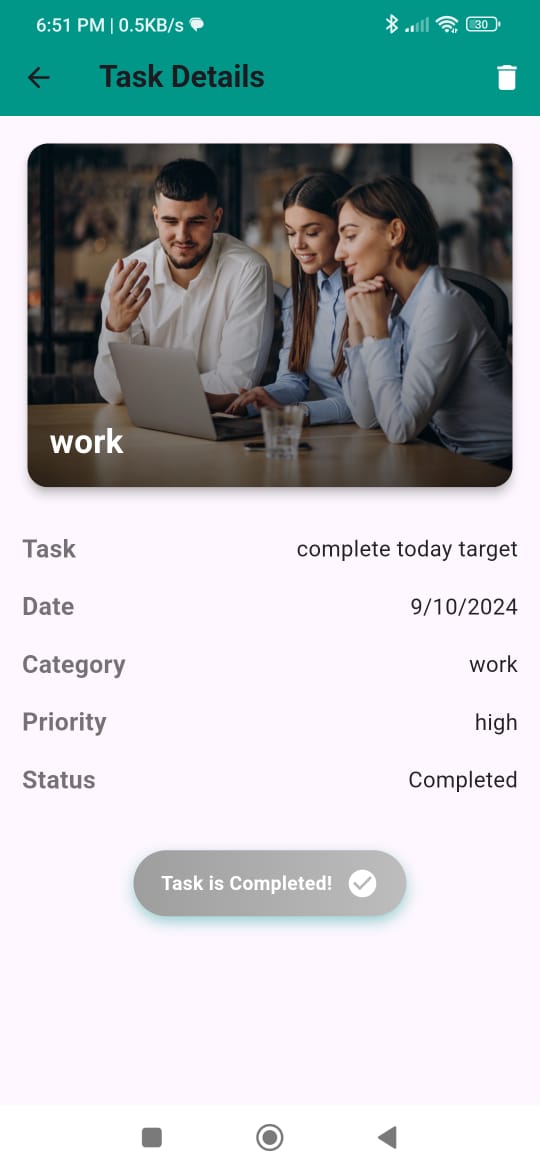 6:51 PM | 0.5KB/s
30
Task Details
work
Task complete today target
Date 9/10/2024
Category work
Priority high
Status Completed
Task is Completed!